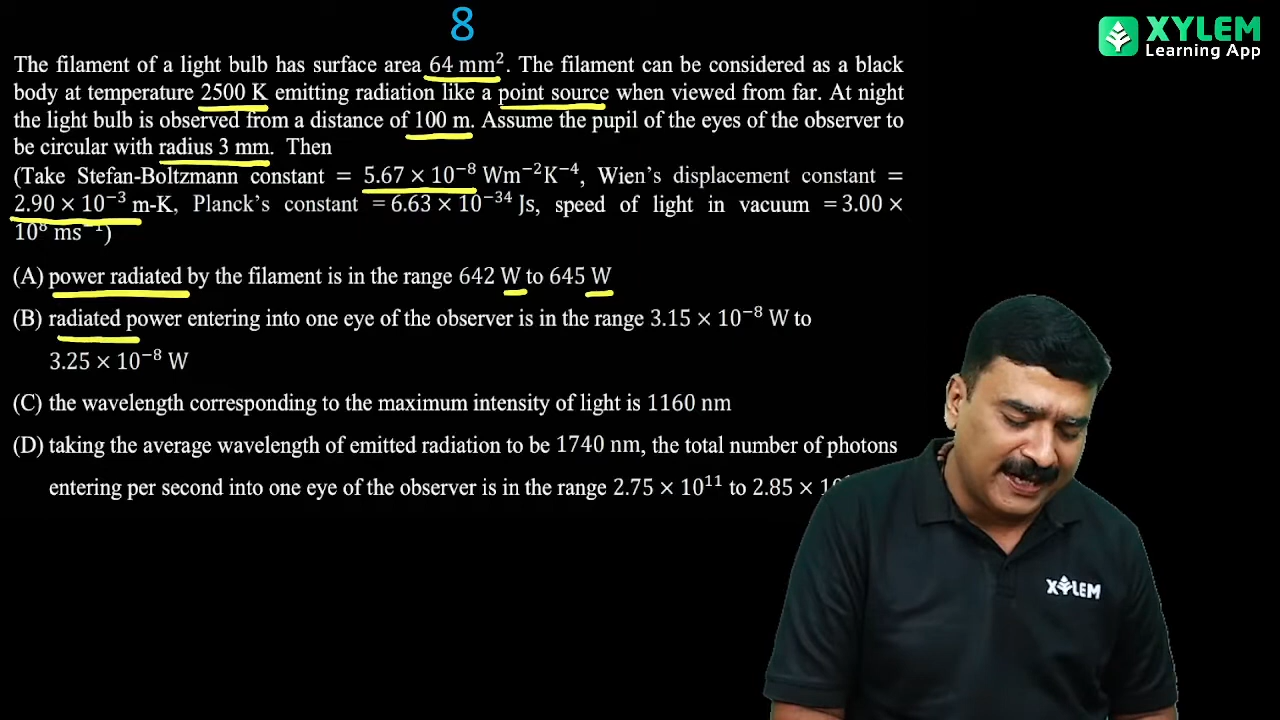 8
XYLEM
Learning App
The filament of a light bulb has surface area 64 mm². The filament can be considered as a black
body at temperature 2500 K emitting radiation like a point source when viewed from far. At night
the light bulb is observed from a distance of 100 m. Assume the pupil of the eyes of the observer to
be circular with radius 3 mm. Then
(Take Stefan-Boltzmann constant = 5.67 × 10⁻⁸ Wm⁻²K⁻⁴, Wien's displacement constant =
2.90 × 10⁻³ m-K, Planck's constant = 6.63 × 10⁻³⁴ Js, speed of light in vacuum = 3.00 ×
10⁸ ms⁻¹)
(A) power radiated by the filament is in the range 642 W to 645 W
(B) radiated power entering into one eye of the observer is in the range 3.15 × 10⁻⁸ W to
3.25 × 10⁻⁸ W
(C) the wavelength corresponding to the maximum intensity of light is 1160 nm
(D) taking the average wavelength of emitted radiation to be 1740 nm, the total number of photons
entering per second into one eye of the observer is in the range 2.75 × 10¹¹ to 2.85 ×
XYLEM